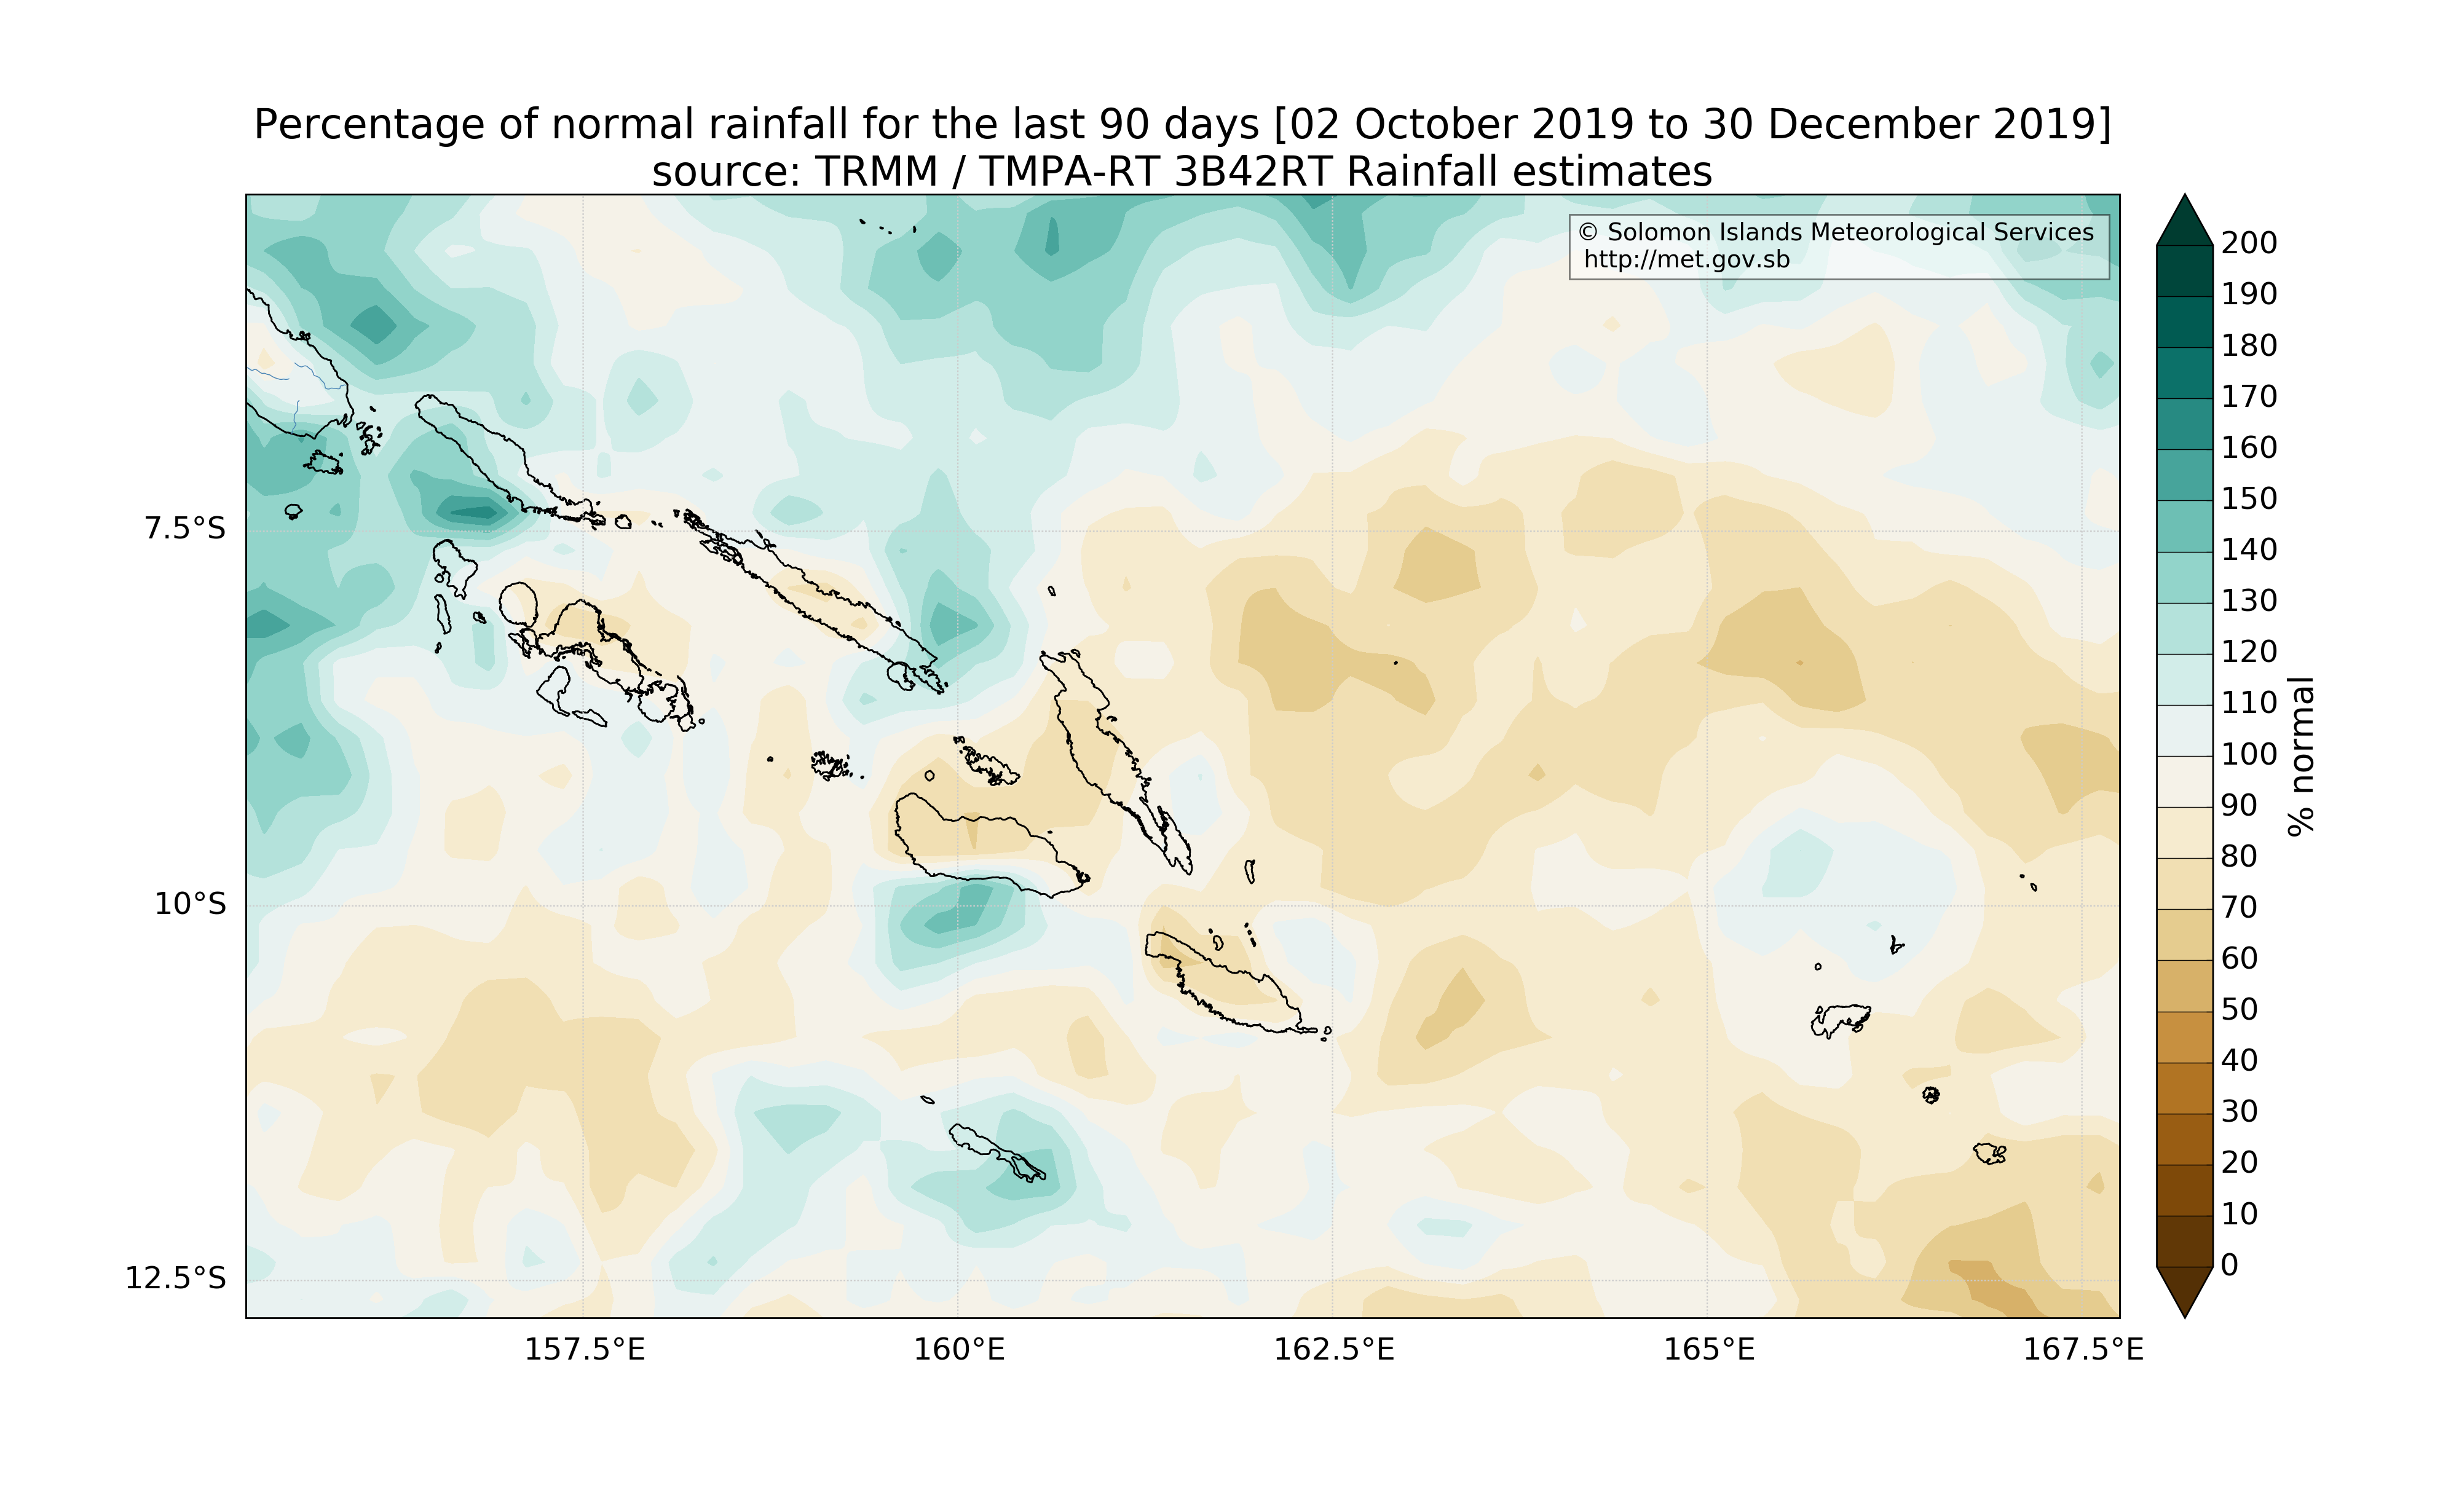 Percentage of normal rainfall for the last 90 days [02 October 2019 to 30 December 2019]
source: TRMM / TMPA-RT 3B42RT Rainfall estimates
© Solomon Islands Meteorological Services
http://met.gov.sb
7.5°S
10°S
12.5°S
157.5°E
160°E
162.5°E
165°E
167.5°E
200
190
180
170
160
150
140
130
120
110
100
90
80
70
60
50
40
30
20
10
0
% normal